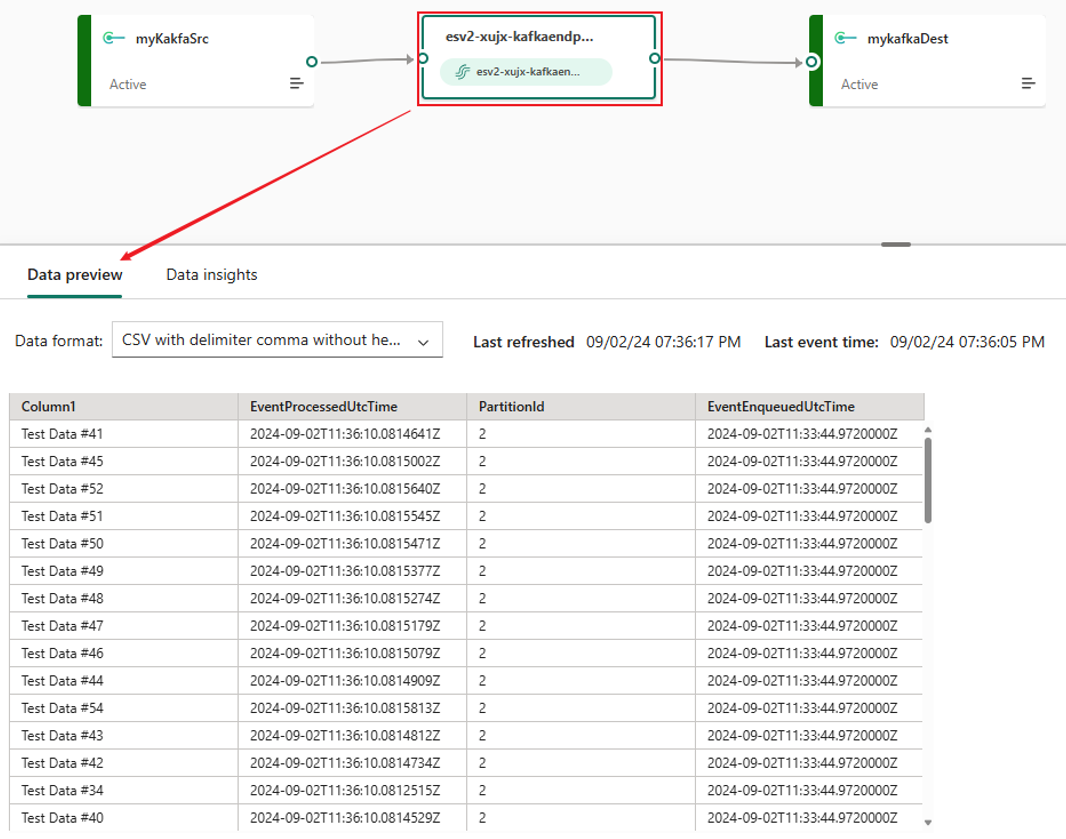 myKakfaSrc
Active
esv2-xujx-kafkaendp...
esv2-xujx-kafkaen...
mykafkaDest
Active
Data preview Data insights
Data format: CSV with delimiter comma without he... Last refreshed 09/02/24 07:36:17 PM Last event time: 09/02/24 07:36:05 PM
Column1 EventProcessedUtcTime PartitionId EventEnqueuedUtcTime
Test Data #41 2024-09-02T11:36:10.0814641Z 2 2024-09-02T11:33:44.9720000Z
Test Data #45 2024-09-02T11:36:10.0815002Z 2 2024-09-02T11:33:44.9720000Z
Test Data #52 2024-09-02T11:36:10.0815640Z 2 2024-09-02T11:33:44.9720000Z
Test Data #51 2024-09-02T11:36:10.0815545Z 2 2024-09-02T11:33:44.9720000Z
Test Data #50 2024-09-02T11:36:10.0815471Z 2 2024-09-02T11:33:44.9720000Z
Test Data #49 2024-09-02T11:36:10.0815377Z 2 2024-09-02T11:33:44.9720000Z
Test Data #48 2024-09-02T11:36:10.0815274Z 2 2024-09-02T11:33:44.9720000Z
Test Data #47 2024-09-02T11:36:10.0815179Z 2 2024-09-02T11:33:44.9720000Z
Test Data #46 2024-09-02T11:36:10.0815079Z 2 2024-09-02T11:33:44.9720000Z
Test Data #44 2024-09-02T11:36:10.0814909Z 2 2024-09-02T11:33:44.9720000Z
Test Data #54 2024-09-02T11:36:10.0815813Z 2 2024-09-02T11:33:44.9720000Z
Test Data #43 2024-09-02T11:36:10.0814812Z 2 2024-09-02T11:33:44.9720000Z
Test Data #42 2024-09-02T11:36:10.0814734Z 2 2024-09-02T11:33:44.9720000Z
Test Data #34 2024-09-02T11:36:10.0812515Z 2 2024-09-02T11:33:44.9720000Z
Test Data #40 2024-09-02T11:36:10.0814529Z 2 2024-09-02T11:33:44.9720000Z